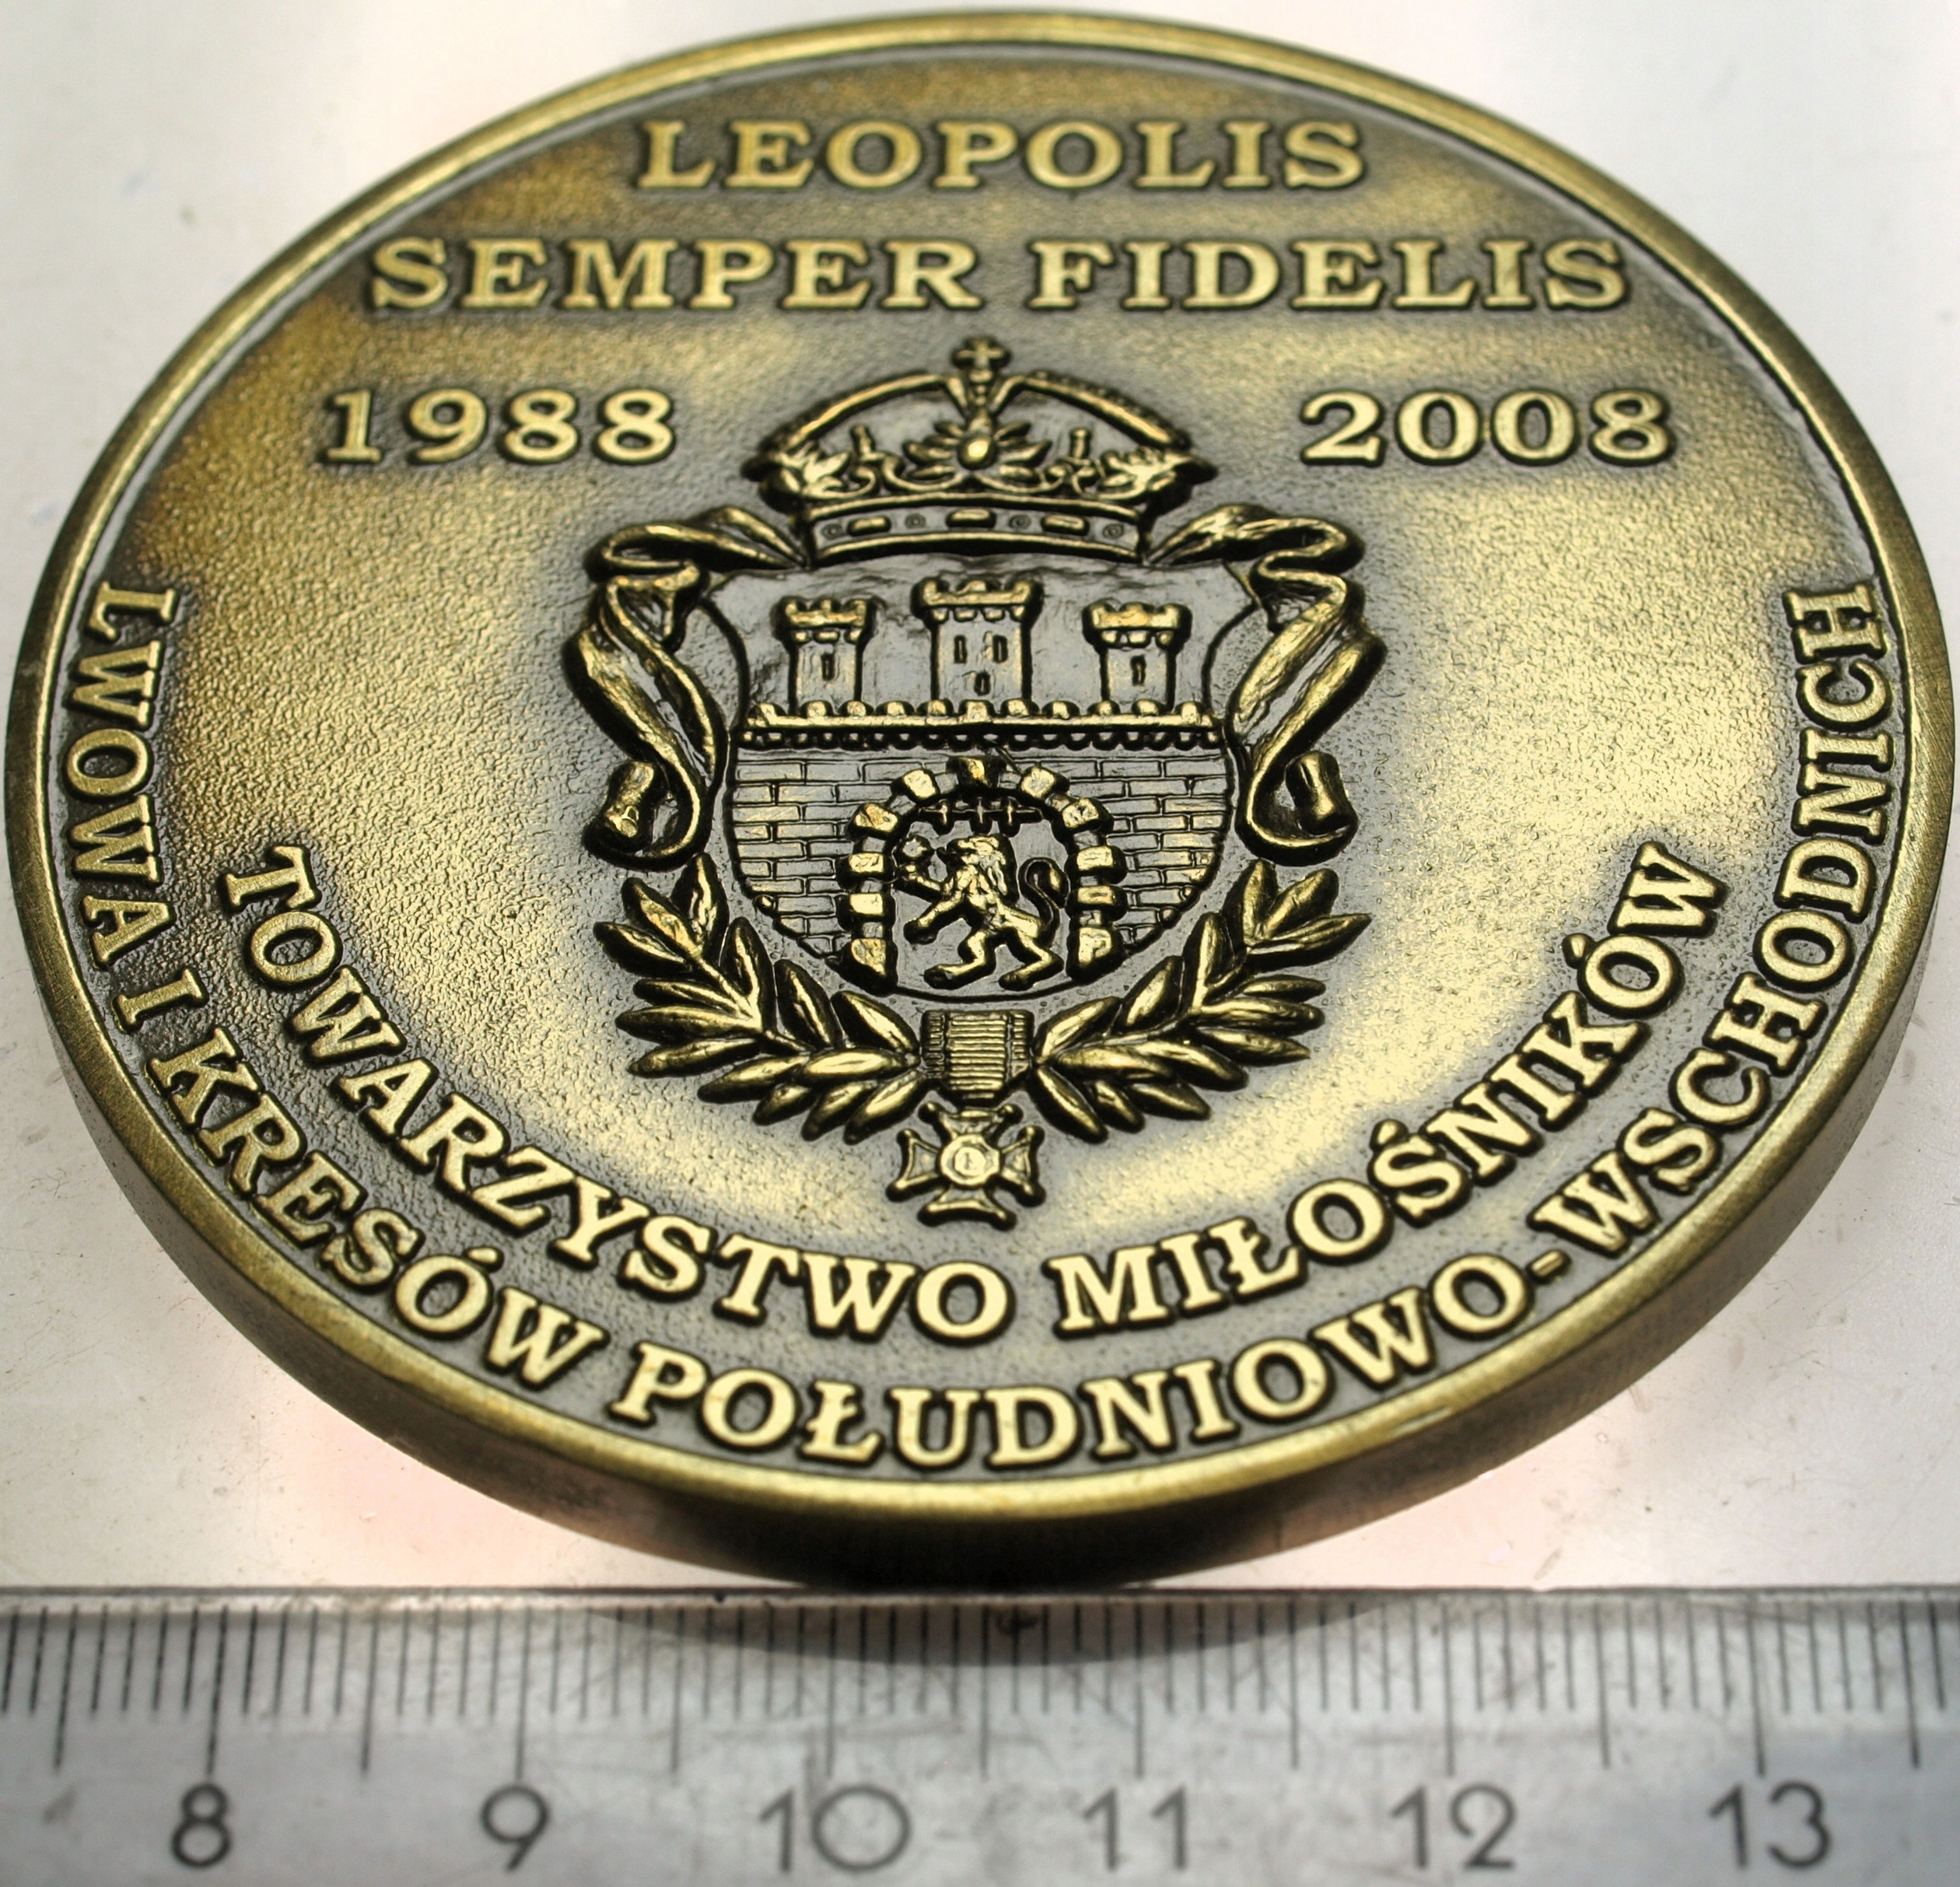 LEOPOLIS
SEMPER FIDELIS
1988 2008
TOWARZYSTWO MIŁOŚNIKÓW
LWOWA I KRESÓW POŁUDNIOWO-WSCHODNICH
8 9 10 11 12 13